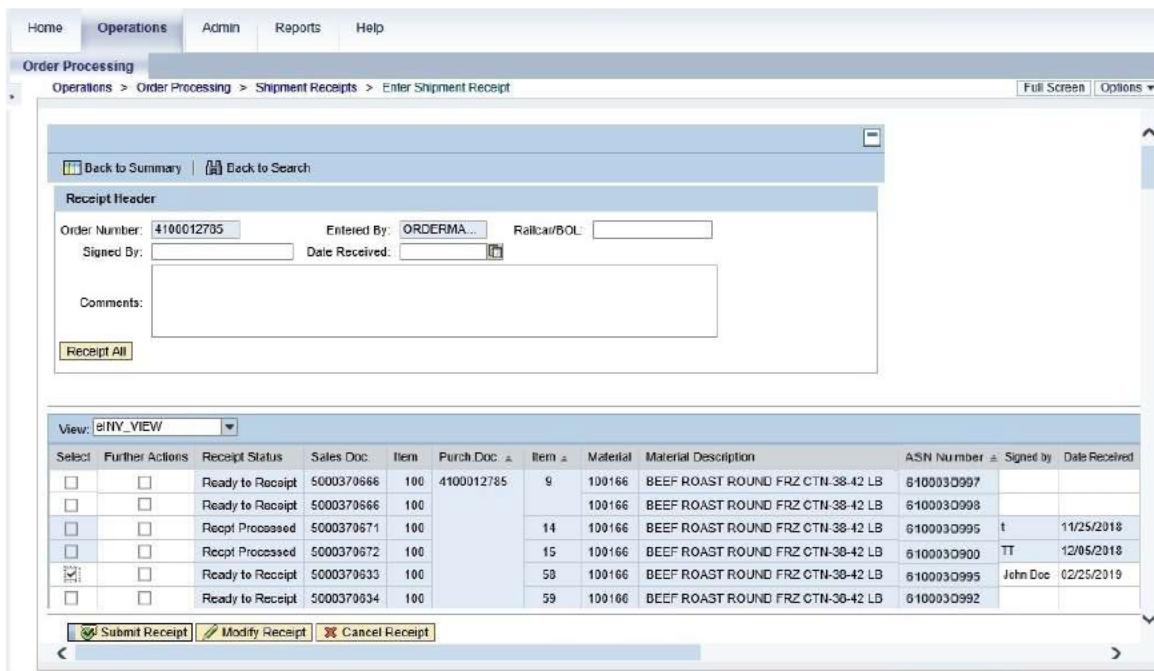 Home Operations Admin Reports Help
Order Processing
Operations > Order Processing > Shipment Receipts > Enter Shipment Receipt Full Screen Options
Back to Summary | Back to Search
Receipt Header
Order Number: 4100012785 Entered By: ORDERMA... Railcar/BOL:
Signed By: Date Received:
Comments:
Receipt All
View: eINV_VIEW
Select Further Actions Receipt Status Sales Doc. Item Purch.Doc. Item Material Material Description ASN Number Signed by Date Received
Ready to Receipt 5000370666 100 4100012785 9 100166 BEEF ROAST ROUND FRZ CTN-38-42 LB 6100030997
Ready to Receipt 5000370666 100 100166 BEEF ROAST ROUND FRZ CTN-38-42 LB 6100030998
Recpt Processed 5000370671 100 14 100166 BEEF ROAST ROUND FRZ CTN-38-42 LB 6100030995 t 11/25/2018
Recpt Processed 5000370672 100 15 100166 BEEF ROAST ROUND FRZ CTN-38-42 LB 6100030900 TT 12/05/2018
Ready to Receipt 5000370633 100 58 100166 BEEF ROAST ROUND FRZ CTN-38-42 LB 6100030995 John Doe 02/25/2019
Ready to Receipt 5000370634 100 59 100166 BEEF ROAST ROUND FRZ CTN-38-42 LB 6100030992
Submit Receipt Modify Receipt Cancel Receipt